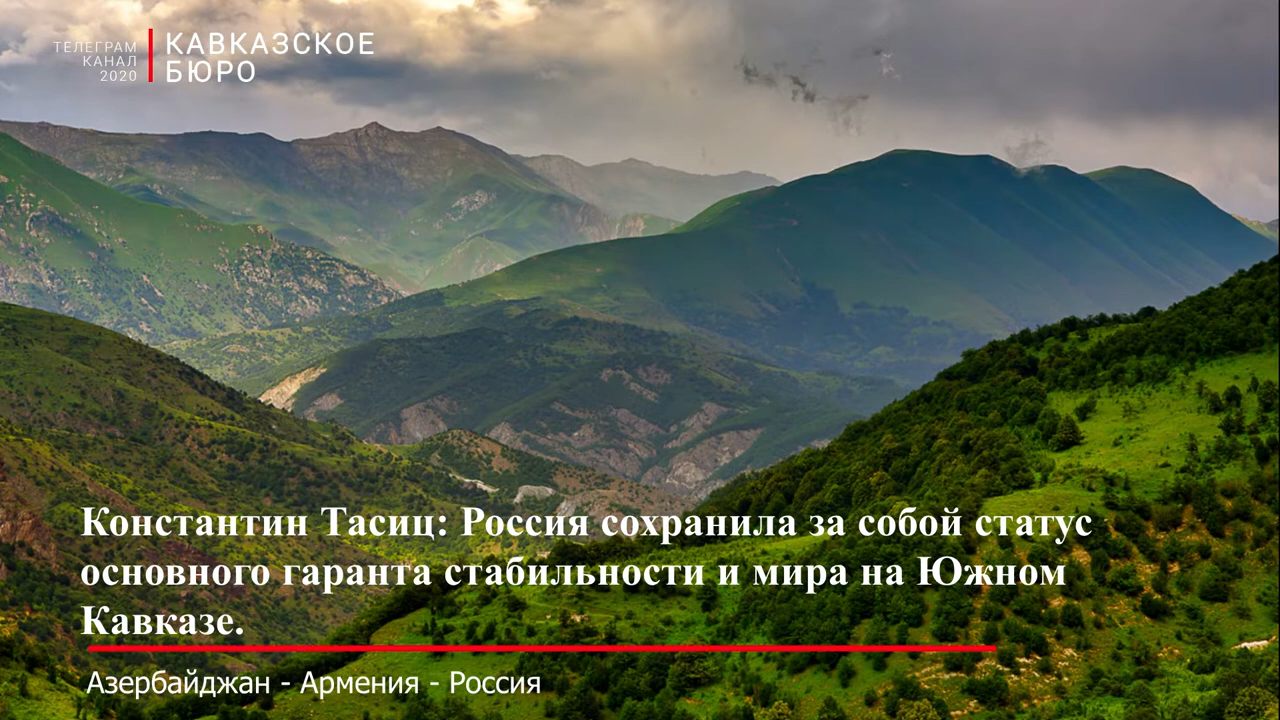 ТЕЛЕГРАМ
КАНАЛ
2020
КАВКАЗСКОЕ
БЮРО
Константин Тасиц: Россия сохранила за собой статус
основного гаранта стабильности и мира на Южном
Кавказе.
Азербайджан - Армения - Россия